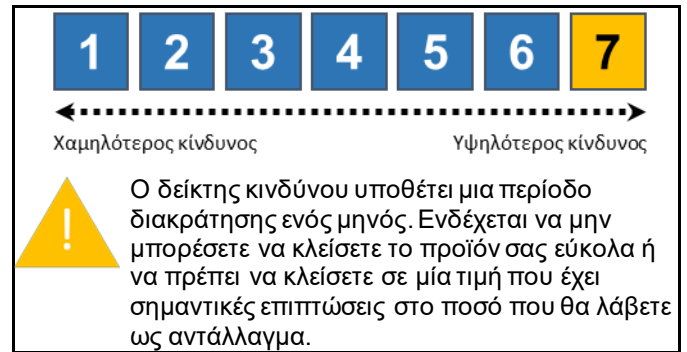 1 2 3 4 5 6 7
Χαμηλότερος κίνδυνος Υψηλότερος κίνδυνος
Ο δείκτης κινδύνου υποθέτει μια περίοδο
διακράτησης ενός μηνός. Ενδέχεται να μην
μπορέσετε να κλείσετε το προϊόν σας εύκολα ή
να πρέπει να κλείσετε σε μία τιμή που έχει
σημαντικές επιπτώσεις στο ποσό που θα λάβετε
ως αντάλλαγμα.